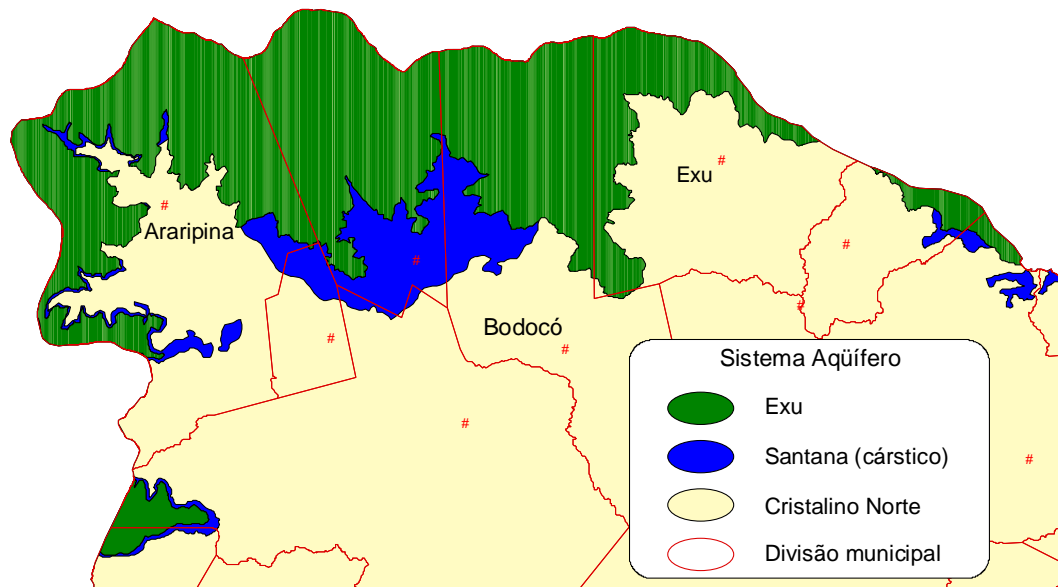 Exu
Araripina
Bodocó
Sistema Aqüífero
Exu
Santana (cárstico)
Cristalino Norte
Divisão municipal
#
#
#
#
#
#
#
#
#